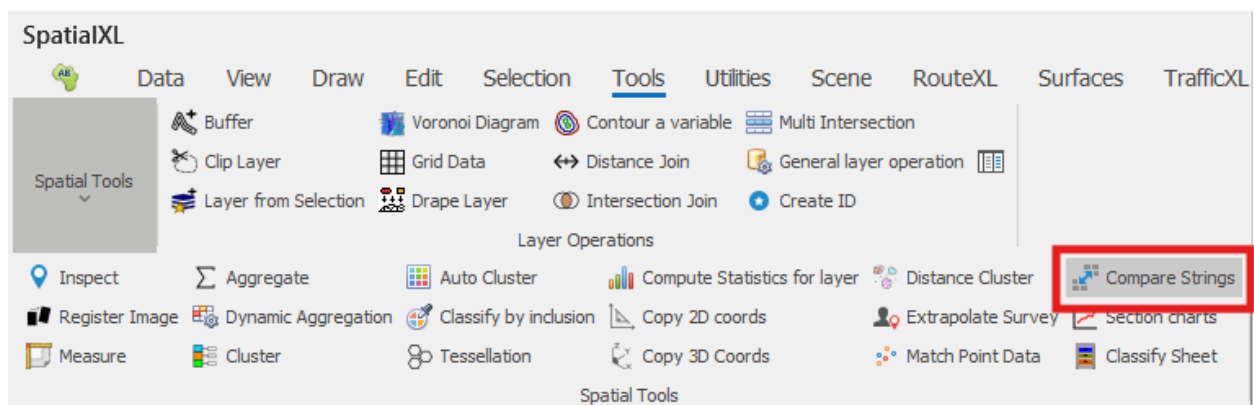 SpatialXL
AB Data View Draw Edit Selection Tools Utilities Scene RouteXL Surfaces TrafficXL
Buffer Voronoi Diagram Contour a variable Multi Intersection
Clip Layer Grid Data Distance Join General layer operation
Spatial Tools
Layer from Selection Drape Layer Intersection Join Create ID
Layer Operations
Inspect Aggregate Auto Cluster Compute Statistics for layer Distance Cluster Compare Strings
Register Image Dynamic Aggregation Classify by inclusion Copy 2D coords Extrapolate Survey Section charts
Measure Cluster Tessellation Copy 3D Coords Match Point Data Classify Sheet
Spatial Tools